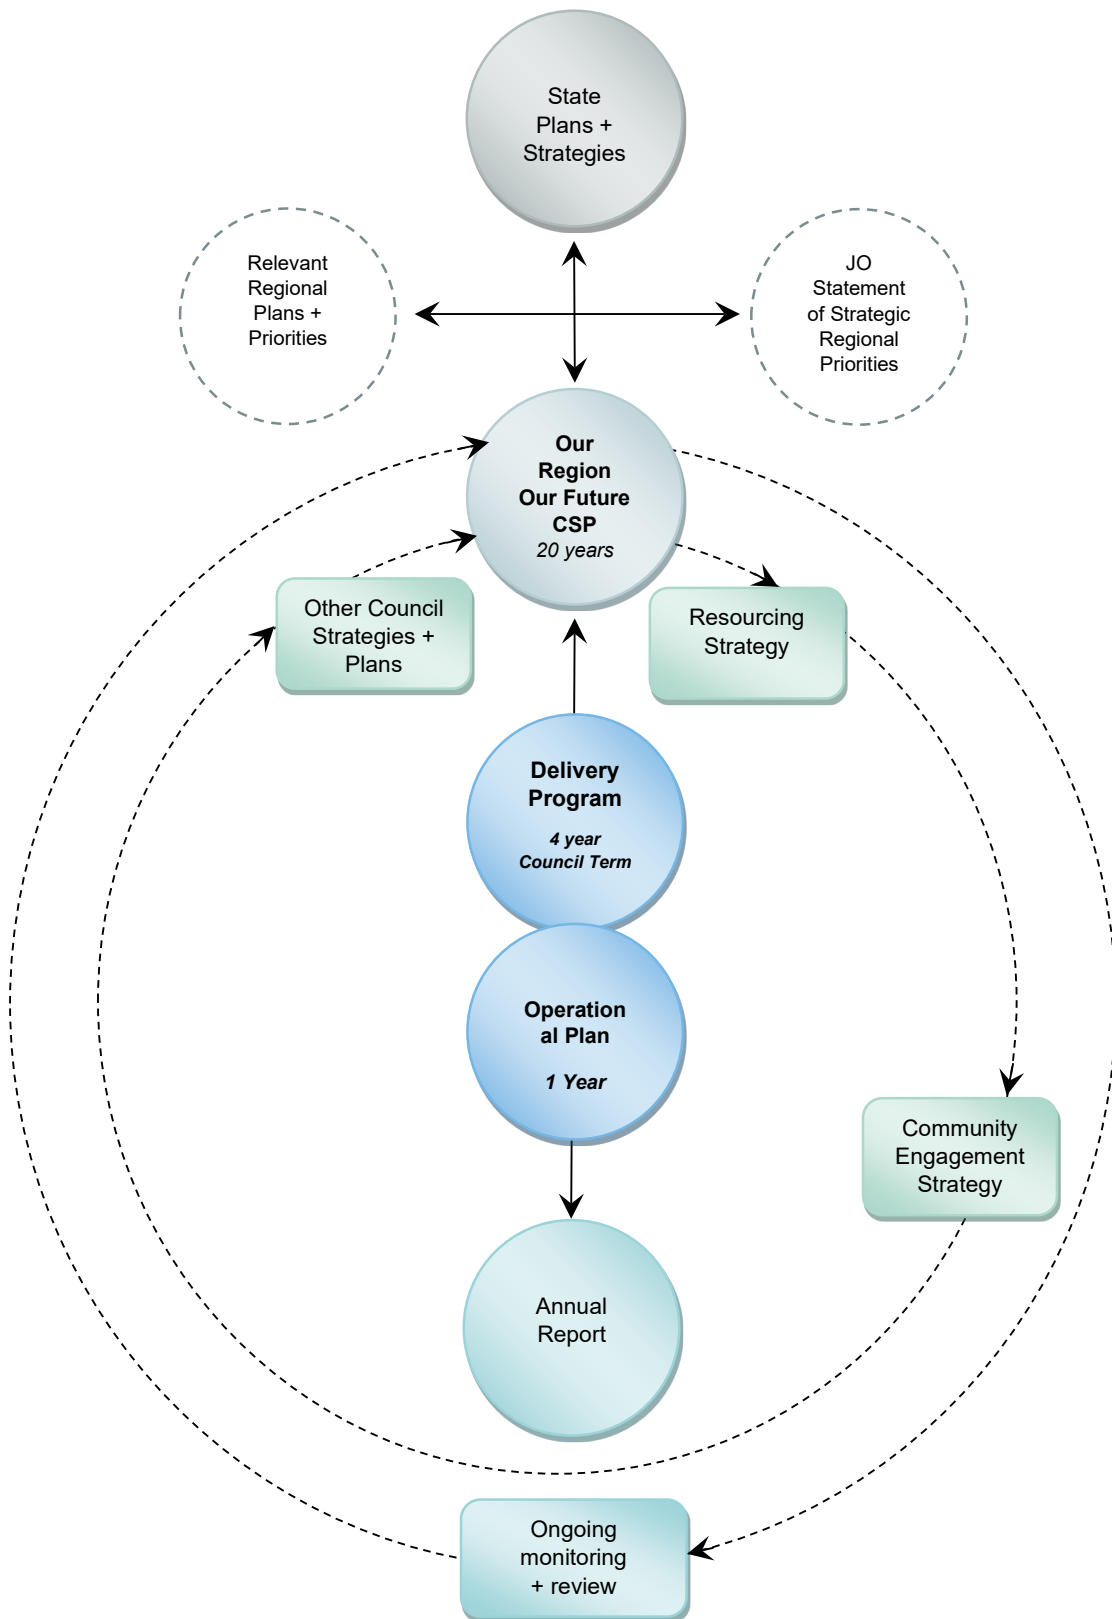 State
Plans +
Strategies
Relevant
Regional
Plans +
Priorities
JO
Statement
of Strategic
Regional
Priorities
Our
Region
Our Future
CSP
20 years
Other Council
Strategies +
Plans
Resourcing
Strategy
Delivery
Program
4 year
Council Term
Operation
al Plan
1 Year
Community
Engagement
Strategy
Annual
Report
Ongoing
monitoring
+ review